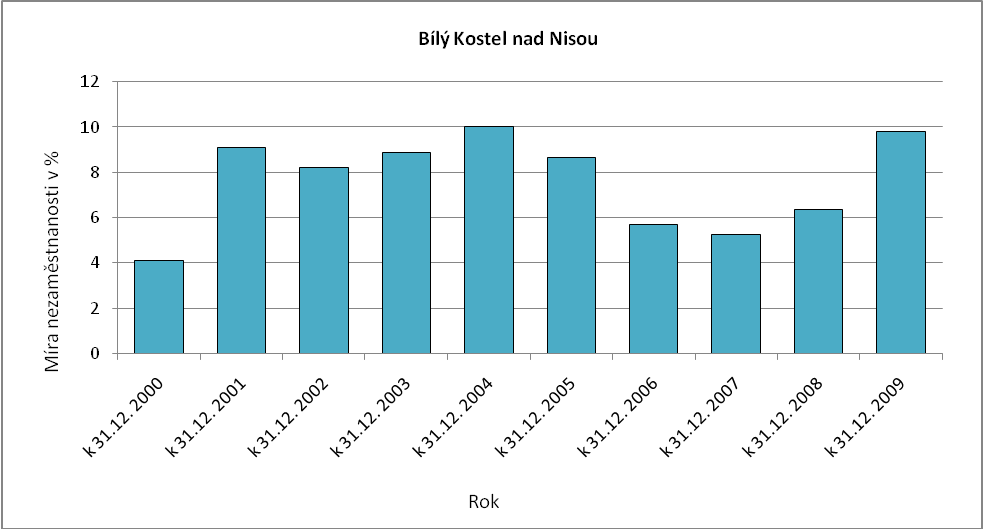 Bílý Kostel nad Nisou
Míra nezaměstnanosti v %
12
10
8
6
4
2
0
k 31.12. 2000
k 31.12. 2001
k 31.12. 2002
k 31.12. 2003
k 31.12. 2004
k 31.12. 2005
k 31.12. 2006
k 31.12. 2007
k 31.12. 2008
k 31.12. 2009
Rok